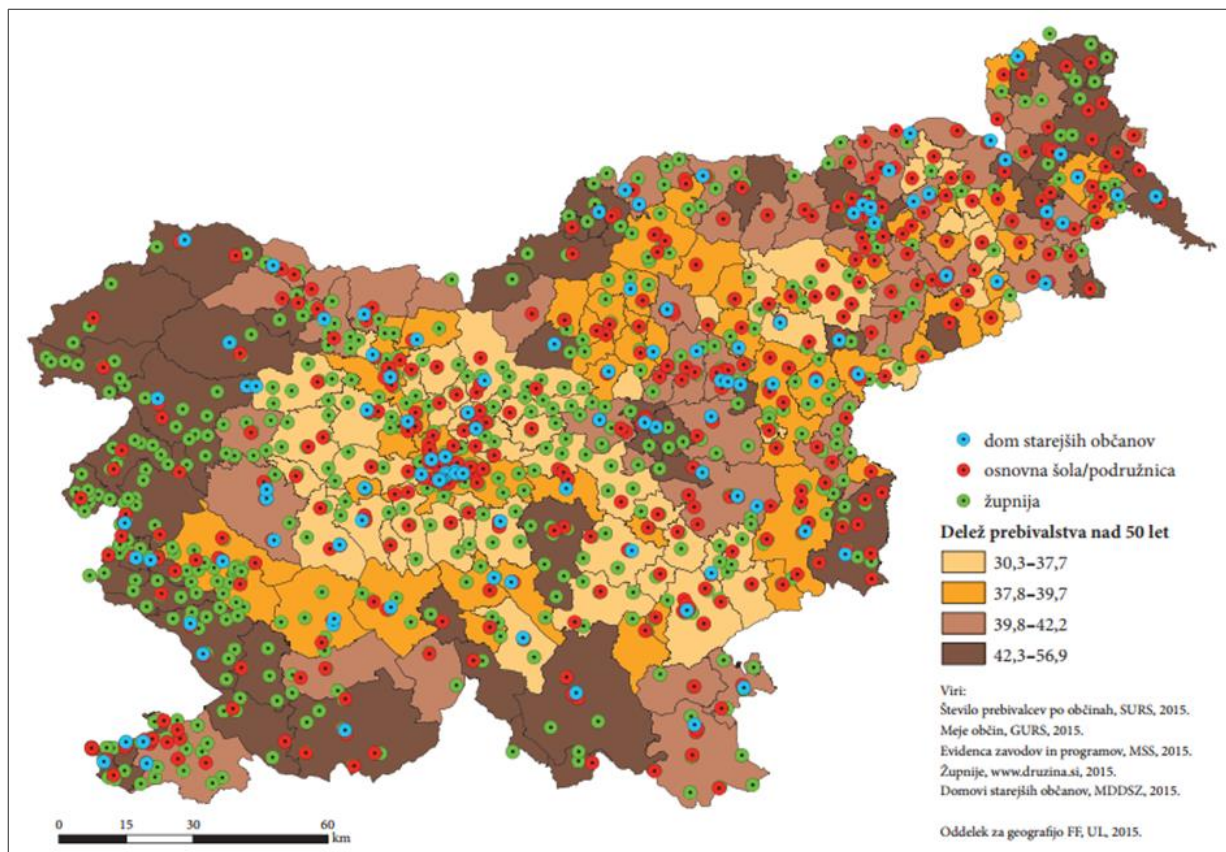 dom starejših občanov
osnovna šola/podružnica
župnija
Delež prebivalstva nad 50 let
30,3–37,7
37,8–39,7
39,8–42,2
42,3–56,9
Viri:
Število prebivalcev po občinah, SURS, 2015.
Meje občin, GURS, 2015.
Evidenca zavodov in programov, MSS, 2015.
Župnije, www.druzina.si, 2015.
Domovi starejših občanov, MDDSZ, 2015.
Oddelek za geografijo FF, UL, 2015.
0 15 30 60
km